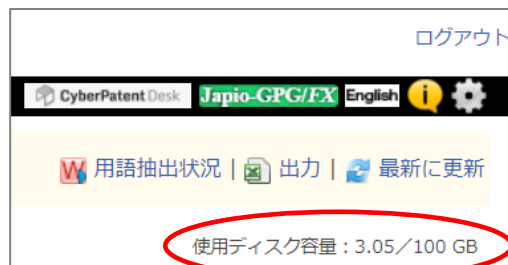 ログアウト
CyberPatent Desk Japio-GPG/FX English
用語抽出状況 | 出力 | 最新に更新
使用ディスク容量：3.05／100 GB